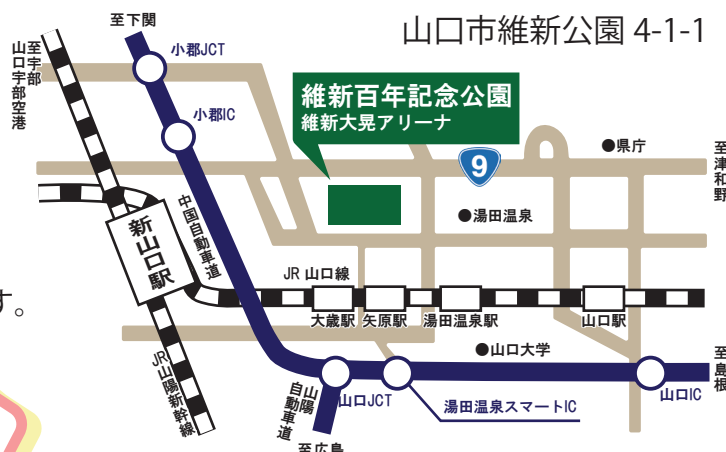 山口市維新公園 4-1-1
至下関
至宇部
山口宇部空港
小郡JCT
小郡IC
維新百年記念公園
維新大晃アリーナ
9
●県庁
至津和野
●湯田温泉
中国自動車道
新山口駅
JR 山口線
す。
大歳駅
矢原駅
湯田温泉駅
山口駅
●山口大学
至島根
JR山陽新幹線
山陽自動車道
山口JCT
湯田温泉スマートIC
山口IC
至広島